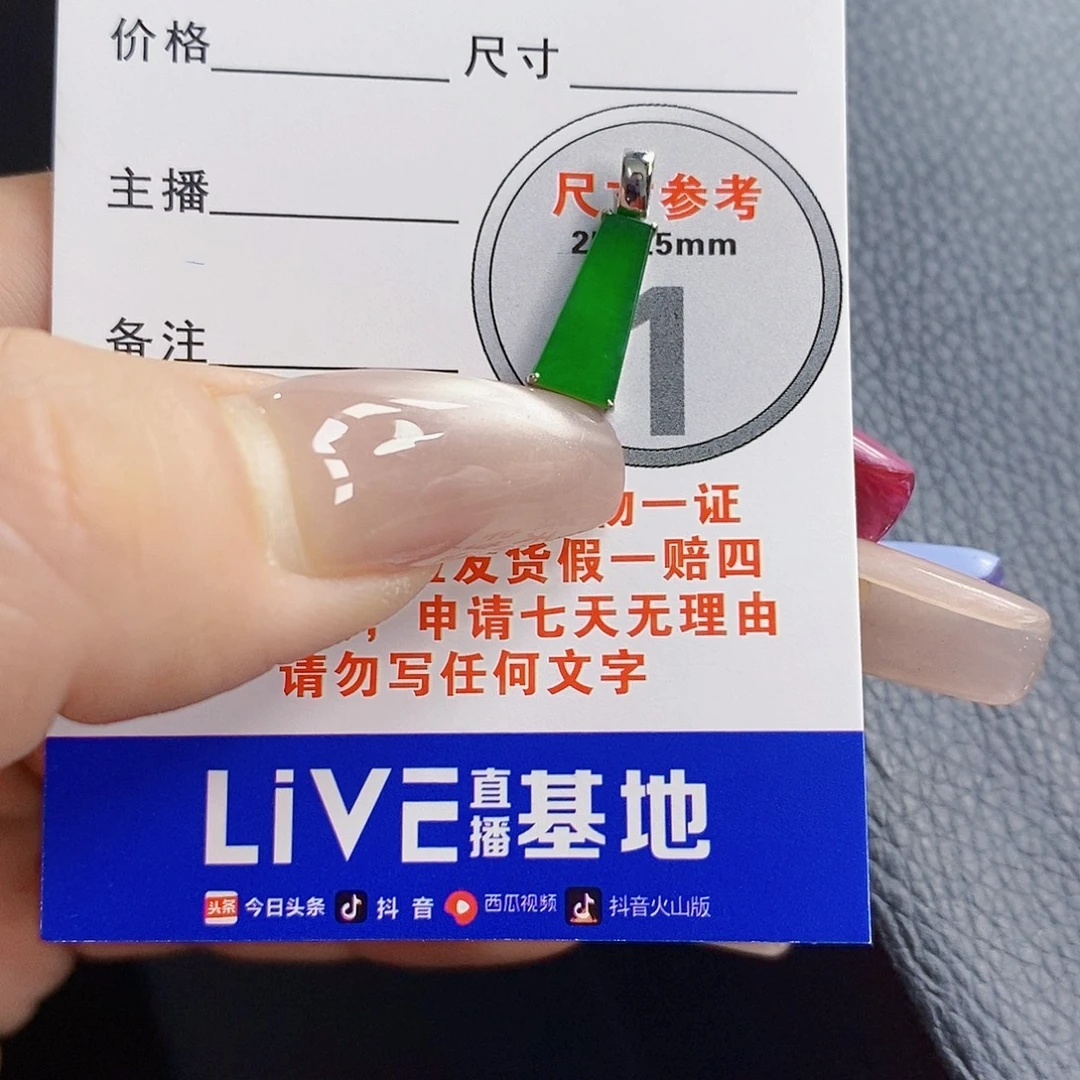 价格 尺寸
主播
尺 参考
2 5mm
1
备注
一证
发货假一赔四
，申请七天无理由
请勿写任何文字
LiVE直播基地
头条 今日头条 抖音 西瓜视频 抖音火山版